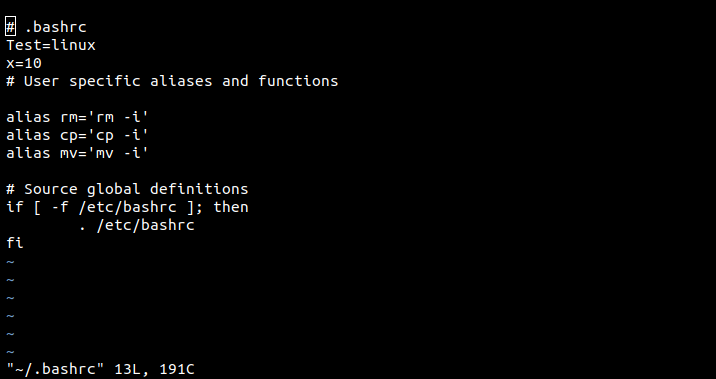 # .bashrc
Test=linux
x=10
# User specific aliases and functions

alias rm='rm -i'
alias cp='cp -i'
alias mv='mv -i'

# Source global definitions
if [ -f /etc/bashrc ]; then
        . /etc/bashrc
fi
~
~
~
~
~
~
"~/.bashrc" 13L, 191C